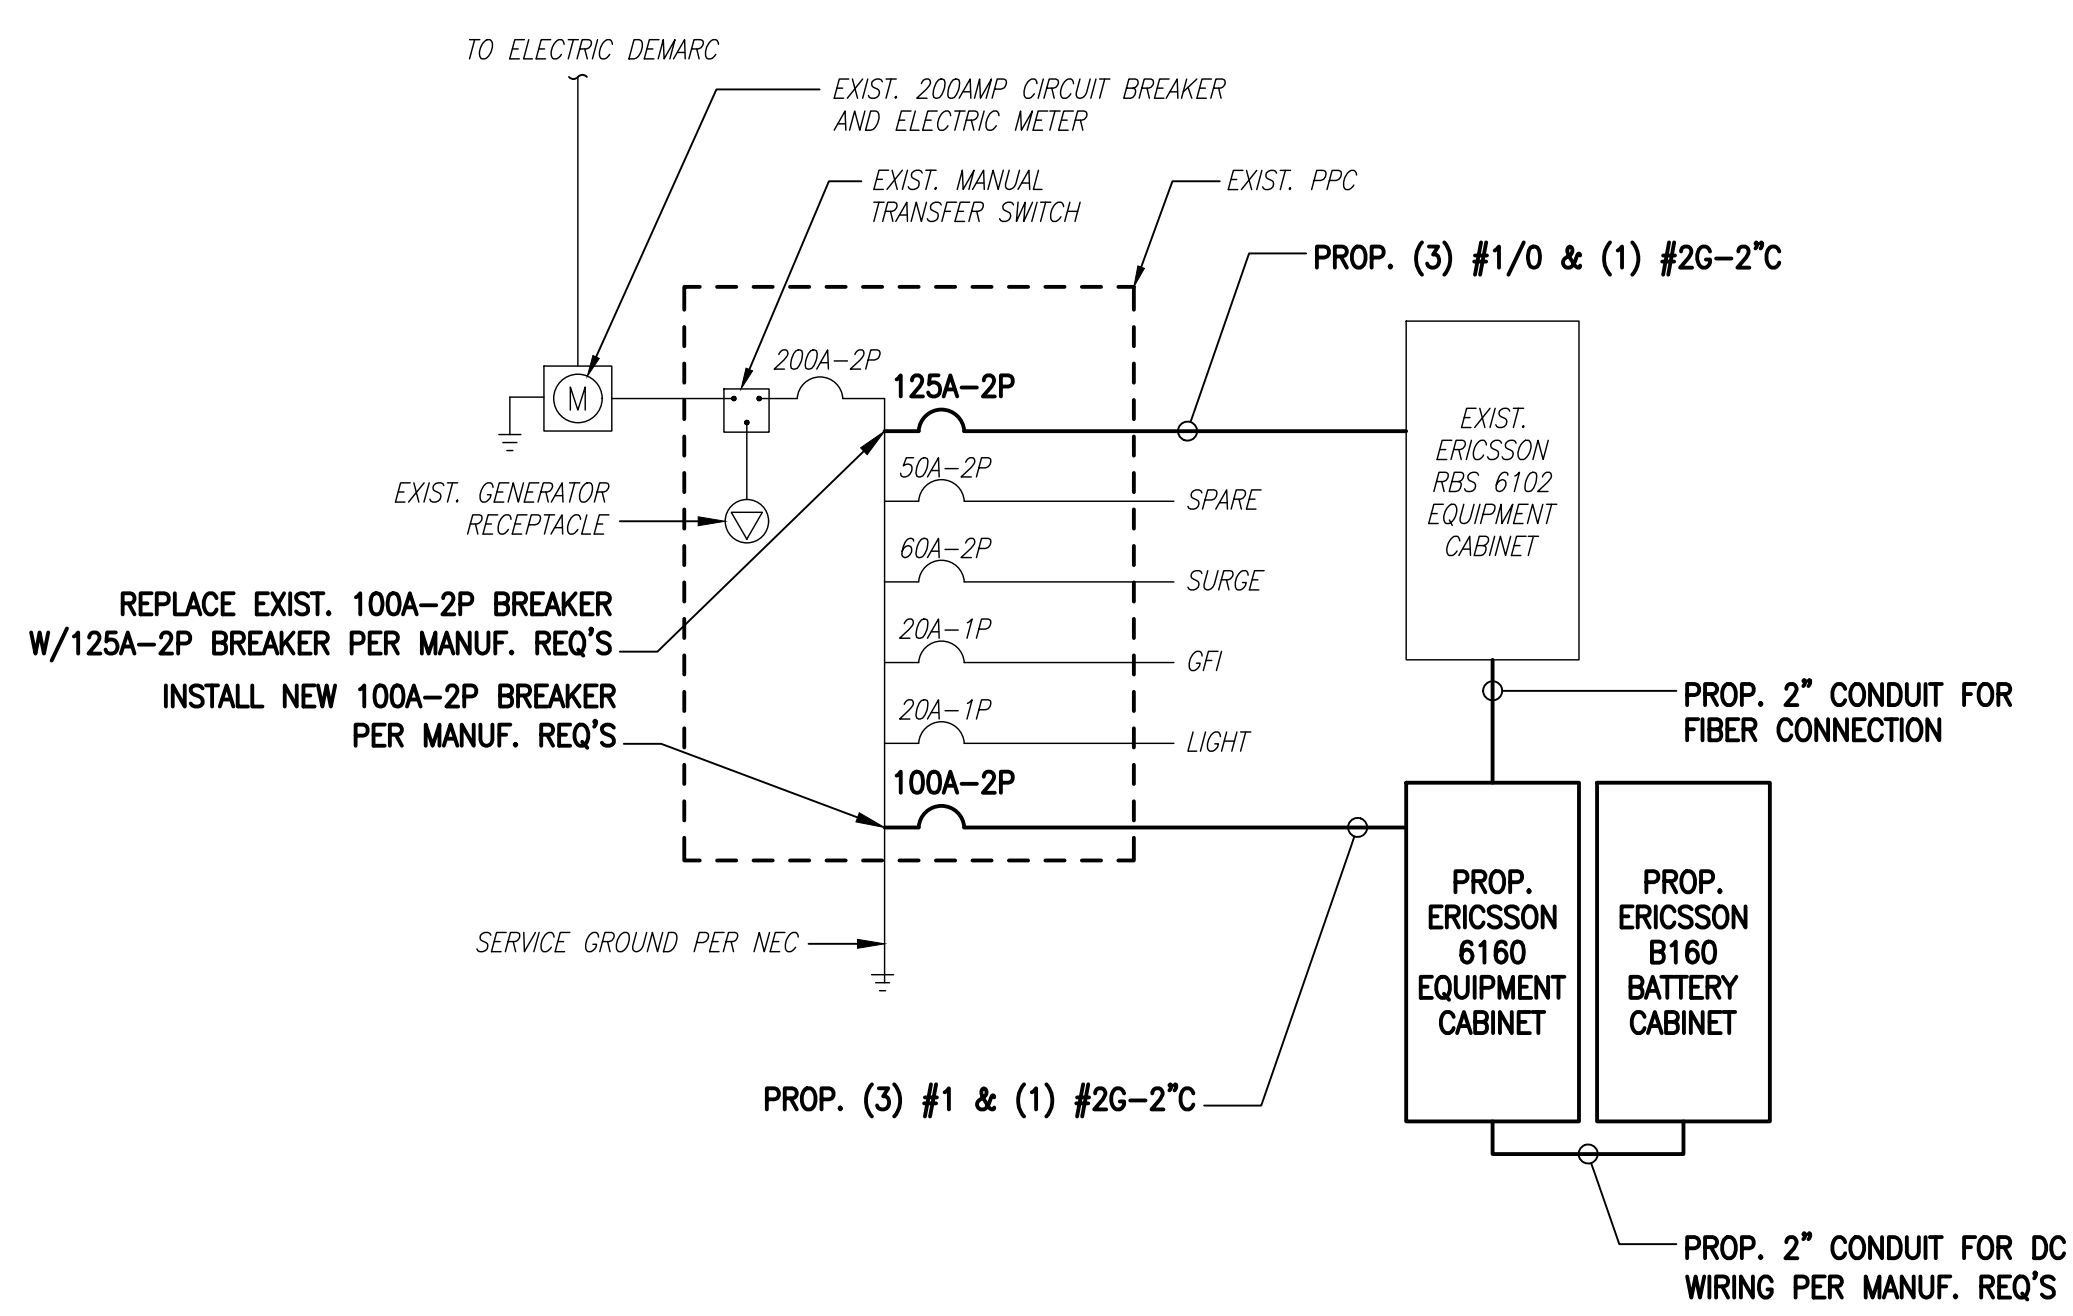 TO ELECTRIC DEMARC
EXIST. 200AMP CIRCUIT BREAKER
AND ELECTRIC METER
EXIST. MANUAL
TRANSFER SWITCH
EXIST. PPC
PROP. (3) #1/0 & (1) #2G-2"C
200A-2P
125A-2P
M
EXIST.
ERICSSON
RBS 6102
EQUIPMENT
CABINET
50A-2P
SPARE
EXIST. GENERATOR
RECEPTACLE
60A-2P
SURGE
REPLACE EXIST. 100A-2P BREAKER
W/125A-2P BREAKER PER MANUF. REQ'S
20A-1P
GFI
INSTALL NEW 100A-2P BREAKER
PER MANUF. REQ'S
20A-1P
LIGHT
PROP. 2" CONDUIT FOR
FIBER CONNECTION
100A-2P
PROP.
ERICSSON
6160
EQUIPMENT
CABINET
PROP.
ERICSSON
B160
BATTERY
CABINET
SERVICE GROUND PER NEC
PROP. (3) #1 & (1) #2G-2"C
PROP. 2" CONDUIT FOR DC
WIRING PER MANUF. REQ'S